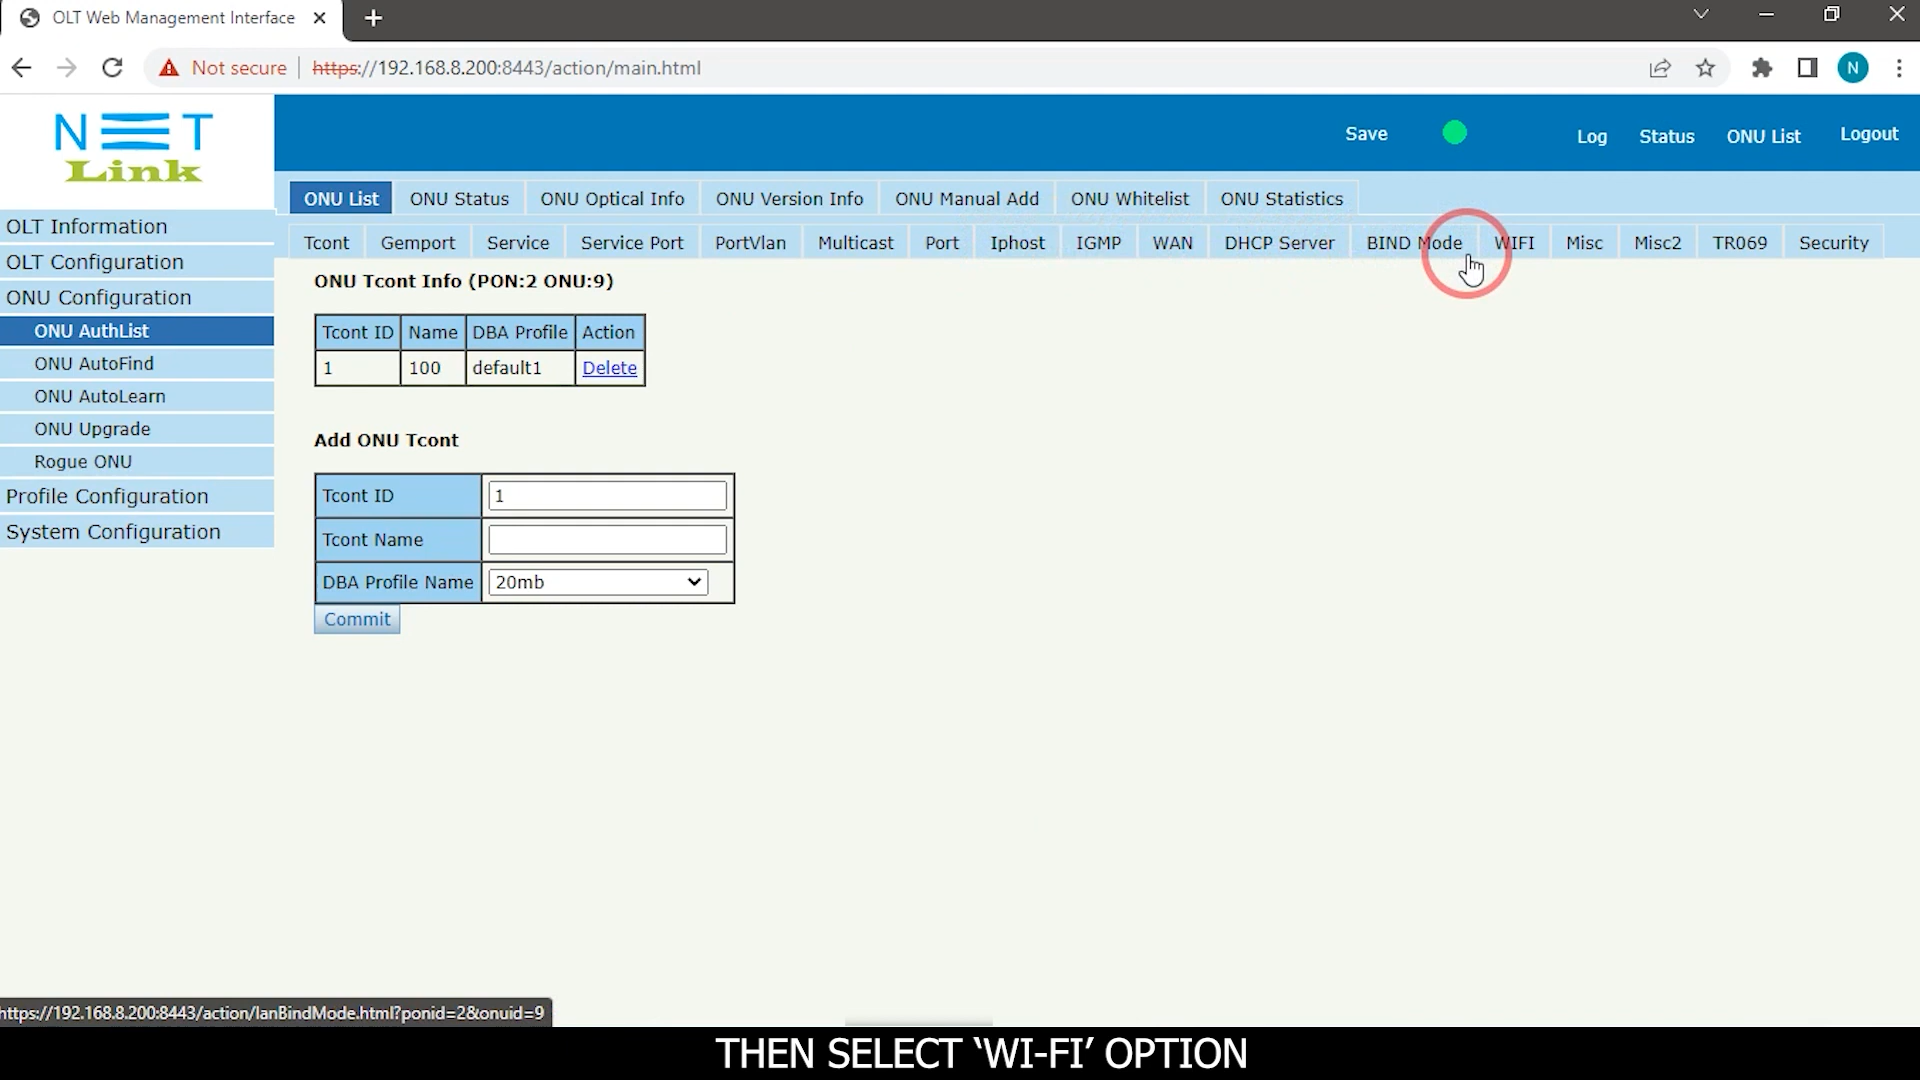 OLT Web Management Interface
Not secure https://192.168.8.200:8443/action/main.html
N
NET
Link
Save Log Status ONU List Logout
ONU List ONU Status ONU Optical Info ONU Version Info ONU Manual Add ONU Whitelist ONU Statistics
Tcont Gemport Service Service Port PortVlan Multicast Port Iphost IGMP WAN DHCP Server BIND Mode WIFI Misc Misc2 TR069 Security
OLT Information
OLT Configuration
ONU Configuration
ONU AuthList
ONU AutoFind
ONU AutoLearn
ONU Upgrade
Rogue ONU
Profile Configuration
System Configuration
ONU Tcont Info (PON:2 ONU:9)
Tcont ID Name DBA Profile Action
1 100 default1 Delete
Add ONU Tcont
Tcont ID 1
Tcont Name
DBA Profile Name 20mb
Commit
https://192.168.8.200:8443/action/lanBindMode.html?ponid=2&onuid=9
THEN SELECT ‘WI-FI’ OPTION